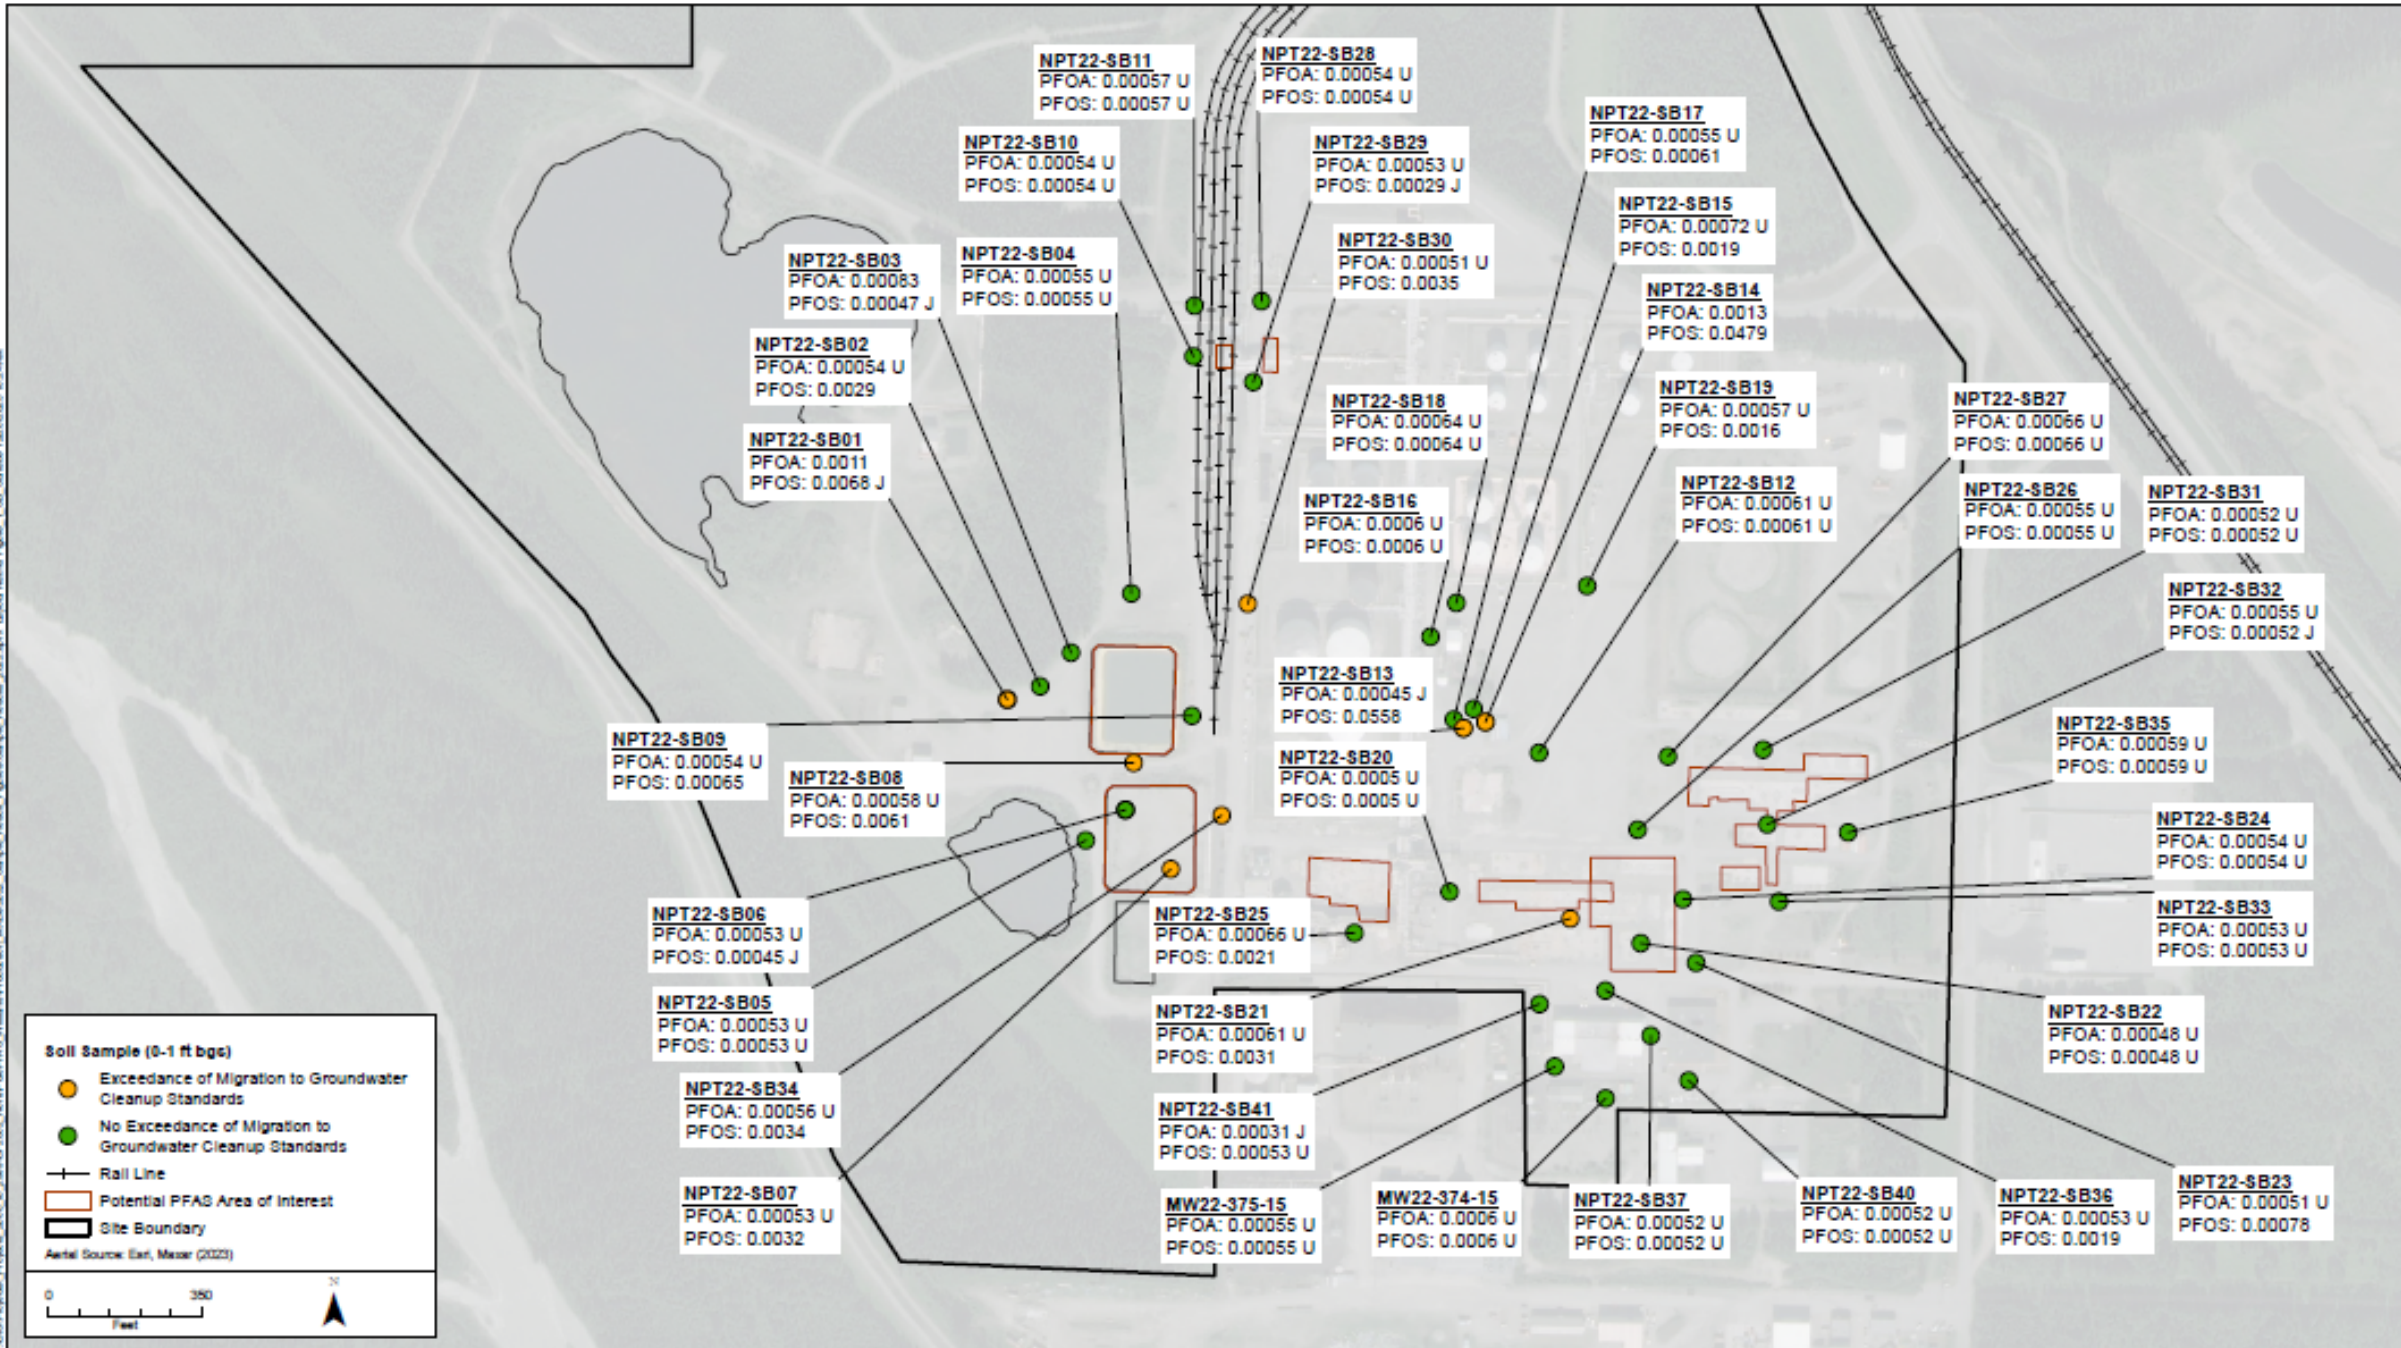 NPT22-SB11
PFOA: 0.00057 U
PFOS: 0.00057 U
NPT22-SB28
PFOA: 0.00054 U
PFOS: 0.00054 U
NPT22-SB17
PFOA: 0.00055 U
PFOS: 0.00061
NPT22-SB10
PFOA: 0.00054 U
PFOS: 0.00054 U
NPT22-SB29
PFOA: 0.00053 U
PFOS: 0.00029 J
NPT22-SB15
PFOA: 0.00072 U
PFOS: 0.0019
NPT22-SB03
PFOA: 0.00083
PFOS: 0.00047 J
NPT22-SB04
PFOA: 0.00055 U
PFOS: 0.00055 U
NPT22-SB30
PFOA: 0.00051 U
PFOS: 0.0035
NPT22-SB14
PFOA: 0.0013
PFOS: 0.0479
NPT22-SB02
PFOA: 0.00054 U
PFOS: 0.0029
NPT22-SB18
PFOA: 0.00064 U
PFOS: 0.00064 U
NPT22-SB19
PFOA: 0.00057 U
PFOS: 0.0016
NPT22-SB27
PFOA: 0.00066 U
PFOS: 0.00066 U
NPT22-SB01
PFOA: 0.0011
PFOS: 0.0068 J
NPT22-SB16
PFOA: 0.0006 U
PFOS: 0.0006 U
NPT22-SB12
PFOA: 0.00061 U
PFOS: 0.00061 U
NPT22-SB26
PFOA: 0.00055 U
PFOS: 0.00055 U
NPT22-SB31
PFOA: 0.00052 U
PFOS: 0.00052 U
NPT22-SB32
PFOA: 0.00055 U
PFOS: 0.00052 J
NPT22-SB13
PFOA: 0.00045 J
PFOS: 0.0558
NPT22-SB35
PFOA: 0.00059 U
PFOS: 0.00059 U
NPT22-SB09
PFOA: 0.00054 U
PFOS: 0.00065
NPT22-SB08
PFOA: 0.00058 U
PFOS: 0.0061
NPT22-SB20
PFOA: 0.0005 U
PFOS: 0.0005 U
NPT22-SB24
PFOA: 0.00054 U
PFOS: 0.00054 U
NPT22-SB06
PFOA: 0.00053 U
PFOS: 0.00045 J
NPT22-SB25
PFOA: 0.00066 U
PFOS: 0.0021
NPT22-SB33
PFOA: 0.00053 U
PFOS: 0.00053 U
NPT22-SB05
PFOA: 0.00053 U
PFOS: 0.00053 U
NPT22-SB21
PFOA: 0.00061 U
PFOS: 0.0031
NPT22-SB22
PFOA: 0.00048 U
PFOS: 0.00048 U
NPT22-SB34
PFOA: 0.00056 U
PFOS: 0.0034
NPT22-SB41
PFOA: 0.00031 J
PFOS: 0.00053 U
NPT22-SB07
PFOA: 0.00053 U
PFOS: 0.0032
MW22-375-15
PFOA: 0.00055 U
PFOS: 0.00055 U
MW22-374-15
PFOA: 0.0006 U
PFOS: 0.0006 U
NPT22-SB37
PFOA: 0.00052 U
PFOS: 0.00052 U
NPT22-SB40
PFOA: 0.00052 U
PFOS: 0.00052 U
NPT22-SB36
PFOA: 0.00053 U
PFOS: 0.0019
NPT22-SB23
PFOA: 0.00051 U
PFOS: 0.00078
Soil Sample (0-1 ft bgs)
Exceedance of Migration to Groundwater
Cleanup Standards
No Exceedance of Migration to
Groundwater Cleanup Standards
Rail Line
Potential PFAS Area of Interest
Site Boundary
Aerial Source: Esri, Maxar (2023)
0 350
Feet
N